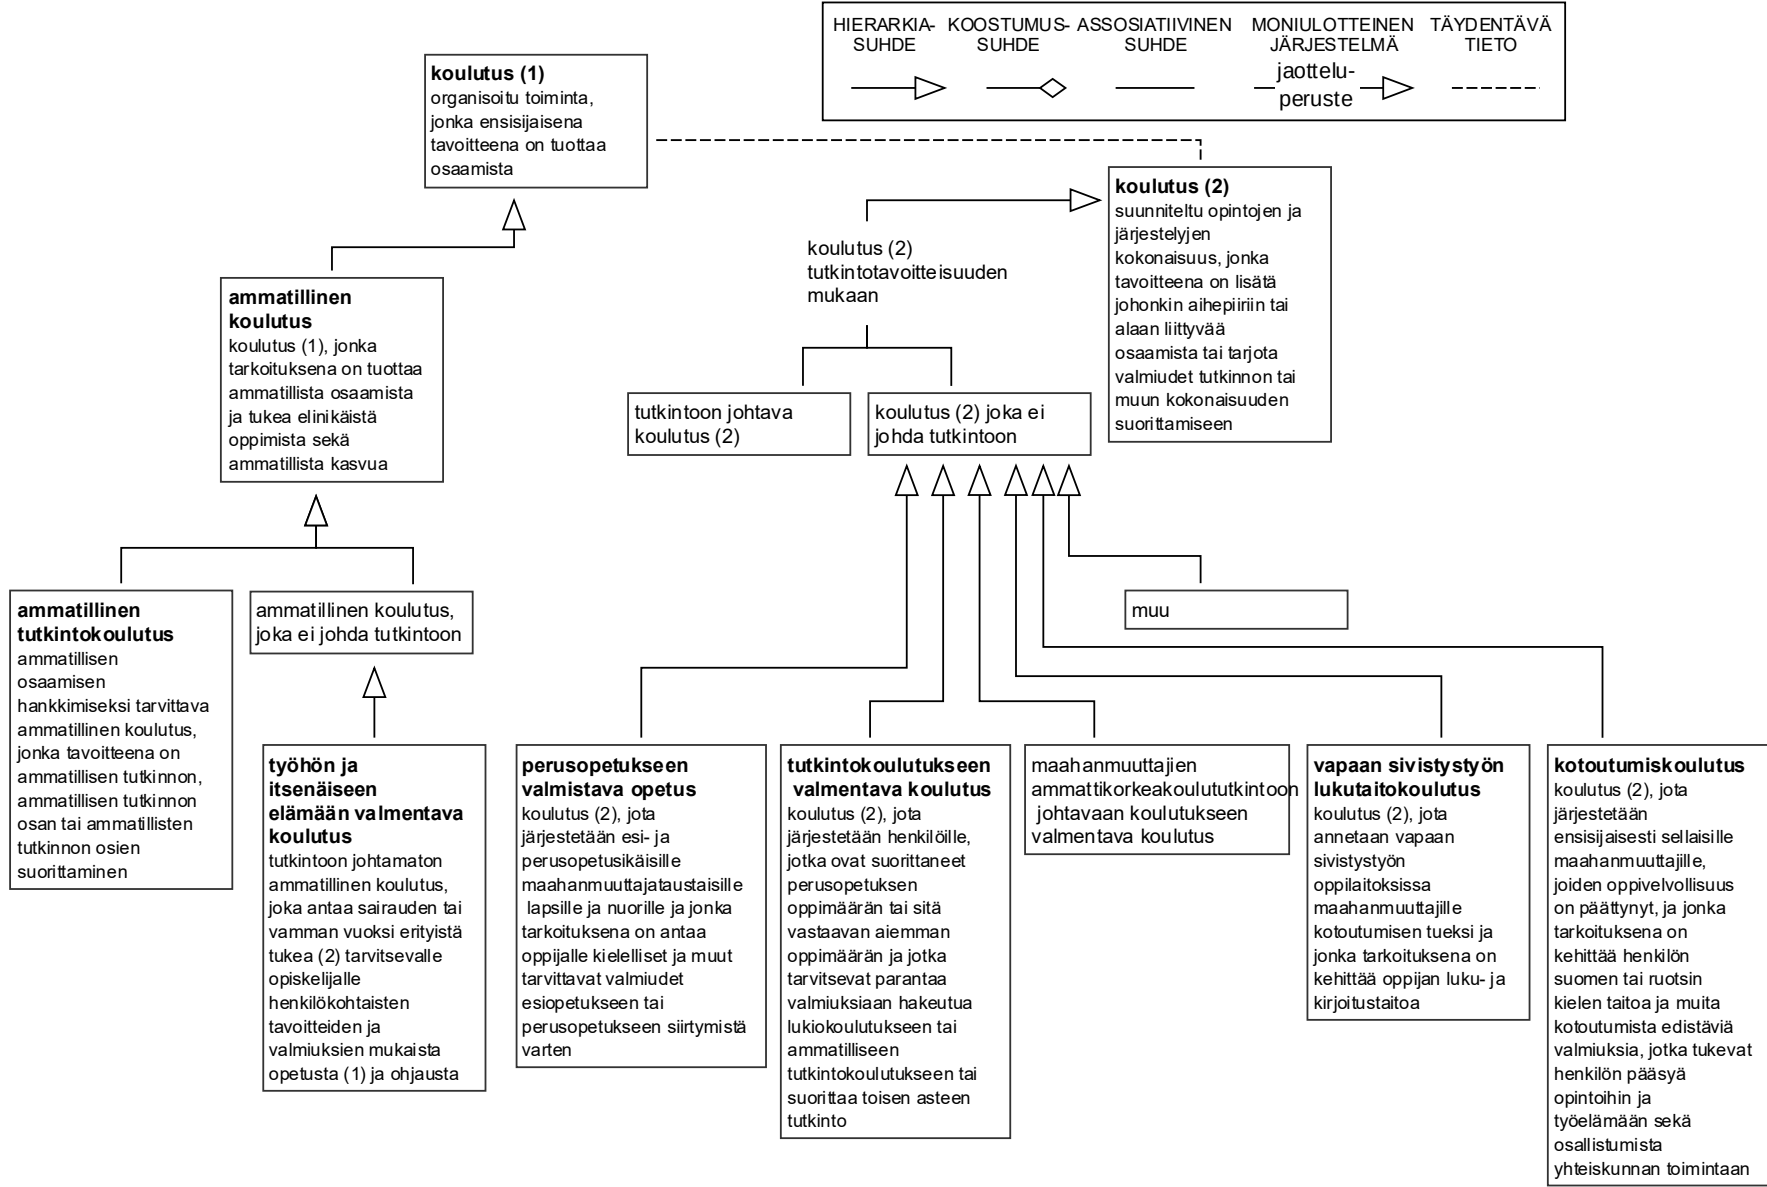 HIERARKIA-
SUHDE
KOOSTUMUS-
SUHDE
ASSOSIATIIVINEN
SUHDE
MONIULOTTEINEN
JÄRJESTELMÄ
jaottelu-
peruste
TÄYDENTÄVÄ
TIETO
koulutus (1)
organisoitu toiminta,
jonka ensisijaisena
tavoitteena on tuottaa
osaamista
koulutus (2)
suunniteltu opintojen ja
järjestelyjen
kokonaisuus, jonka
tavoitteena on lisätä
johonkin aihepiiriin tai
alaan liittyvää
osaamista tai tarjota
valmiudet tutkinnon tai
muun kokonaisuuden
suorittamiseen
koulutus (2)
tutkintotavoitteisuuden
mukaan
ammatillinen
koulutus
koulutus (1), jonka
tarkoituksena on tuottaa
ammatillista osaamista
ja tukea elinikäistä
oppimista sekä
ammatillista kasvua
tutkintoon johtava
koulutus (2)
koulutus (2) joka ei
johda tutkintoon
ammatillinen
tutkintokoulutus
ammatillisen
osaamisen
hankkimiseksi tarvittava
ammatillinen koulutus,
jonka tavoitteena on
ammatillisen tutkinnon,
ammatillisen tutkinnon
osan tai ammatillisten
tutkinnon osien
suorittaminen
ammatillinen koulutus,
joka ei johda tutkintoon
muu
työhön ja
itsenäiseen
elämään valmentava
koulutus
tutkintoon johtamaton
ammatillinen koulutus,
joka antaa sairauden tai
vamman vuoksi erityistä
tukea (2) tarvitsevalle
opiskelijalle
henkilökohtaisten
tavoitteiden ja
valmiuksien mukaista
opetusta (1) ja ohjausta
perusopetukseen
valmistava opetus
koulutus (2), jota
järjestetään esi- ja
perusopetusikäisille
maahanmuuttajataustaisille
lapsille ja nuorille ja jonka
tarkoituksena on antaa
oppijalle kielelliset ja muut
tarvittavat valmiudet
esiopetukseen tai
perusopetukseen siirtymistä
varten
tutkintokoulutukseen
valmentava koulutus
koulutus (2), jota
järjestetään henkilöille,
jotka ovat suorittaneet
perusopetuksen
oppimäärän tai sitä
vastaavan aiemman
oppimäärän ja jotka
tarvitsevat parantaa
valmiuksiaan hakeutua
lukiokoulutukseen tai
ammatilliseen
tutkintokoulutukseen tai
suorittaa toisen asteen
tutkinto
maahanmuuttajien
ammattikorkeakoulututkintoon
johtavaan koulutukseen
valmentava koulutus
vapaan sivistystyön
lukutaitokoulutus
koulutus (2), jota
annetaan vapaan
sivistystyön
oppilaitoksissa
maahanmuuttajille
kotoutumisen tueksi ja
jonka tarkoituksena on
kehittää oppijan luku- ja
kirjoitustaitoa
kotoutumiskoulutus
koulutus (2), jota
järjestetään
ensisijaisesti sellaisille
maahanmuuttajille,
joiden oppivelvollisuus
on päättynyt, ja jonka
tarkoituksena on
kehittää henkilön
suomen tai ruotsin
kielen taitoa ja muita
kotoutumista edistäviä
valmiuksia, jotka tukevat
henkilön pääsyä
opintoihin ja
työelämään sekä
osallistumista
yhteiskunnan toimintaan